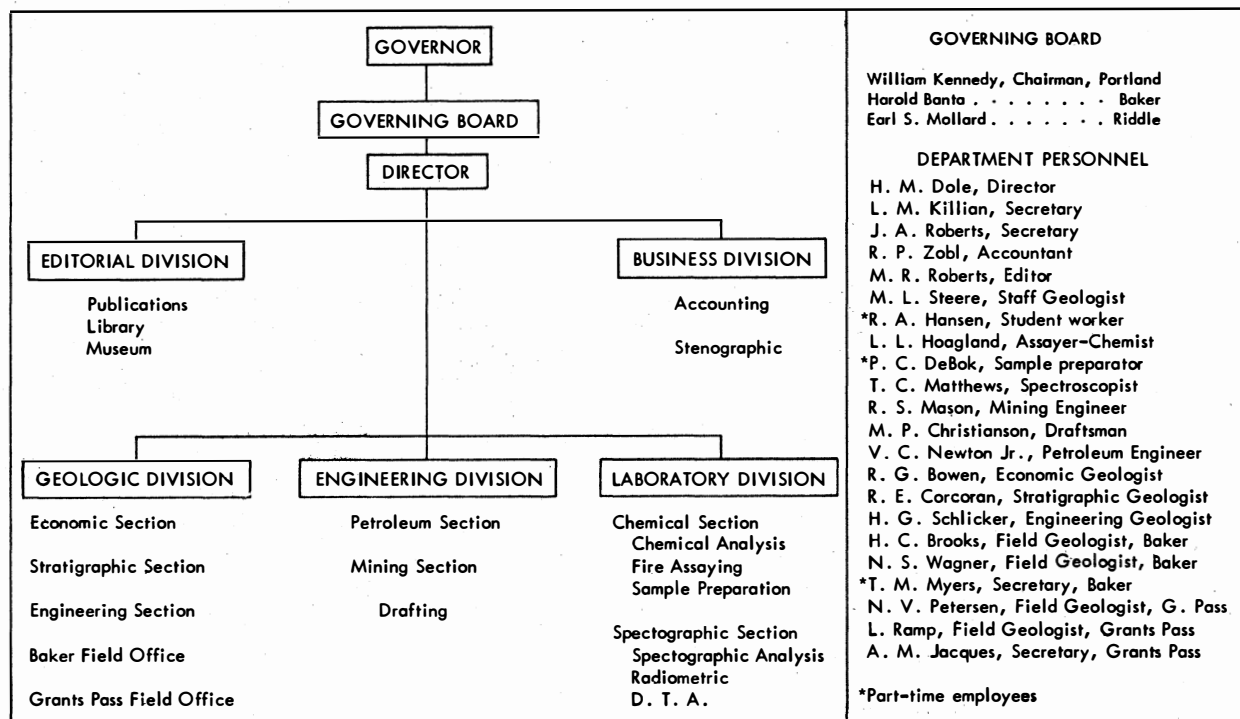 GOVERNOR
GOVERNING BOARD
DIRECTOR
EDITORIAL DIVISION
Publications
Library
Museum
BUSINESS DIVISION
Accounting
Stenographic
GEOLOGIC DIVISION
Economic Section
Stratigraphic Section
Engineering Section
Baker Field Office
Grants Pass Field Office
ENGINEERING DIVISION
Petroleum Section
Mining Section
Drafting
LABORATORY DIVISION
Chemical Section
Chemical Analysis
Fire Assaying
Sample Preparation
Spectographic Section
Spectographic Analysis
Radiometric
D. T. A.
GOVERNING BOARD
William Kennedy, Chairman, Portland
Harold Banta . . . . . . . . Baker
Earl S. Mollard . . . . . . . Riddle
DEPARTMENT PERSONNEL
H. M. Dole, Director
L. M. Killian, Secretary
J. A. Roberts, Secretary
R. P. Zobl, Accountant
M. R. Roberts, Editor
M. L. Steere, Staff Geologist
*R. A. Hansen, Student worker
L. L. Hoagland, Assayer-Chemist
*P. C. DeBok, Sample preparator
T. C. Matthews, Spectroscopist
R. S. Mason, Mining Engineer
M. P. Christianson, Draftsman
V. C. Newton Jr., Petroleum Engineer
R. G. Bowen, Economic Geologist
R. E. Corcoran, Stratigraphic Geologist
H. G. Schlicker, Engineering Geologist
H. C. Brooks, Field Geologist, Baker
N. S. Wagner, Field Geologist, Baker
*T. M. Myers, Secretary, Baker
N. V. Petersen, Field Geologist, G. Pass
L. Ramp, Field Geologist, Grants Pass
A. M. Jacques, Secretary, Grants Pass
*Part-time employees